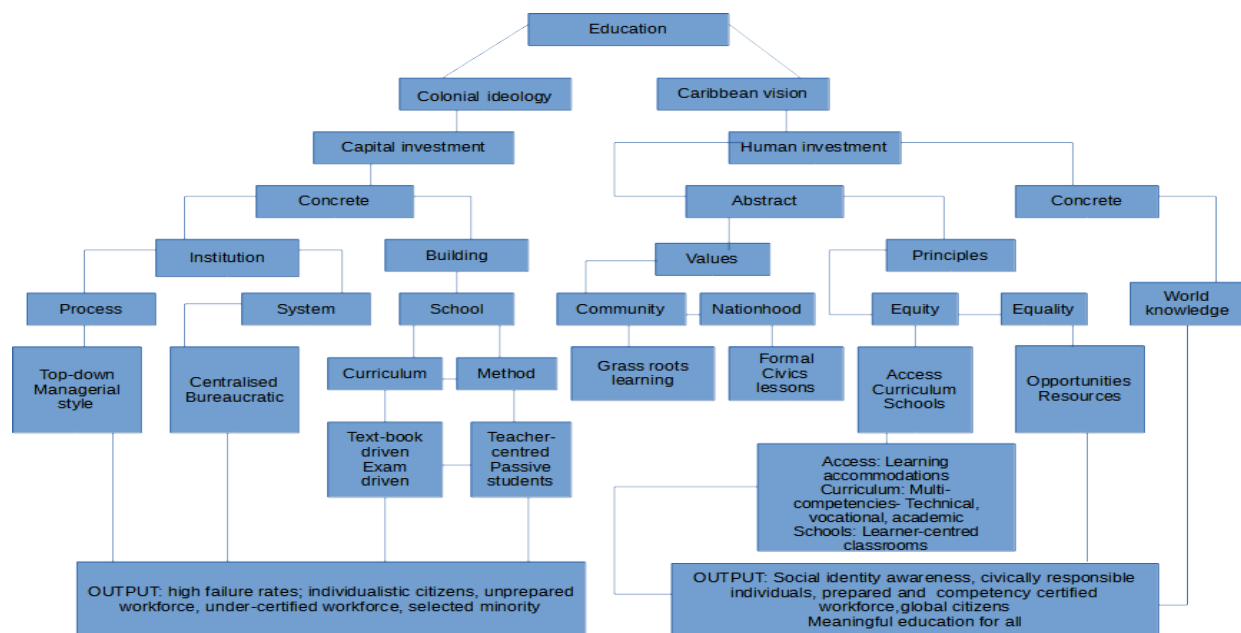 Education
Colonial ideology
Caribbean vision
Capital investment
Human investment
Concrete
Abstract
Concrete
Institution
Building
Values
Principles
Process
System
School
Community
Nationhood
Equity
Equality
World
knowledge
Top-down
Managerial
style
Centralised
Bureaucratic
Curriculum
Method
Grass roots
learning
Formal
Civics
lessons
Access
Curriculum
Schools
Opportunities
Resources
Text-book
driven
Exam
driven
Teacher-
centred
Passive
students
Access: Learning
accommodations
Curriculum: Multi-
competencies- Technical,
vocational, academic
Schools: Learner-centred
classrooms
OUTPUT: high failure rates; individualistic citizens, unprepared
workforce, under-certified workforce, selected minority
OUTPUT: Social identity awareness, civically responsible
individuals, prepared and competency certified
workforce,global citizens
Meaningful education for all